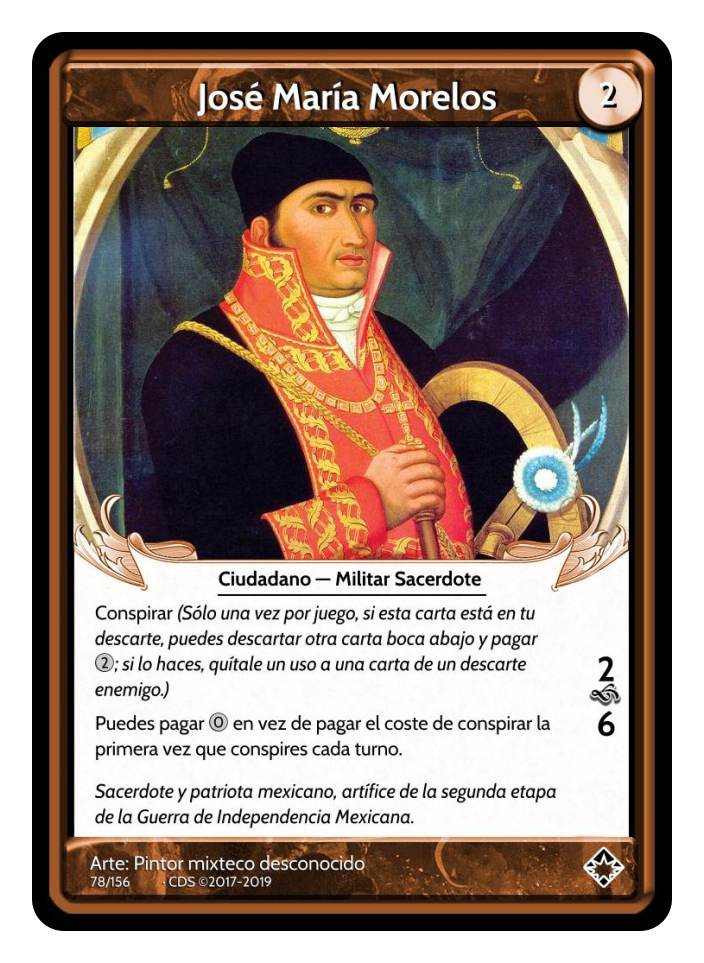 José María Morelos
2
Ciudadano — Militar Sacerdote
Conspirar (Sólo una vez por juego, si esta carta está en tu
descarte, puedes descartar otra carta boca abajo y pagar
2; si lo haces, quítale un uso a una carta de un descarte
enemigo.)
2
6
Puedes pagar 0 en vez de pagar el coste de conspirar la
primera vez que conspires cada turno.
Sacerdote y patriota mexicano, artífice de la segunda etapa
de la Guerra de Independencia Mexicana.
Arte: Pintor mixteco desconocido
78/156 · CDS ©2017-2019